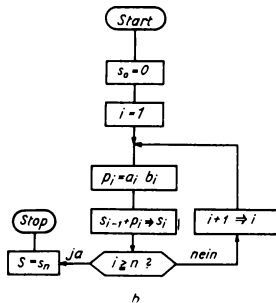 Start
s₀=0
i=1
pᵢ=aᵢ bᵢ
sᵢ₋₁+pᵢ⇒sᵢ
i+1⇒i
i≧n?
ja
nein
S=sₙ
Stop
b